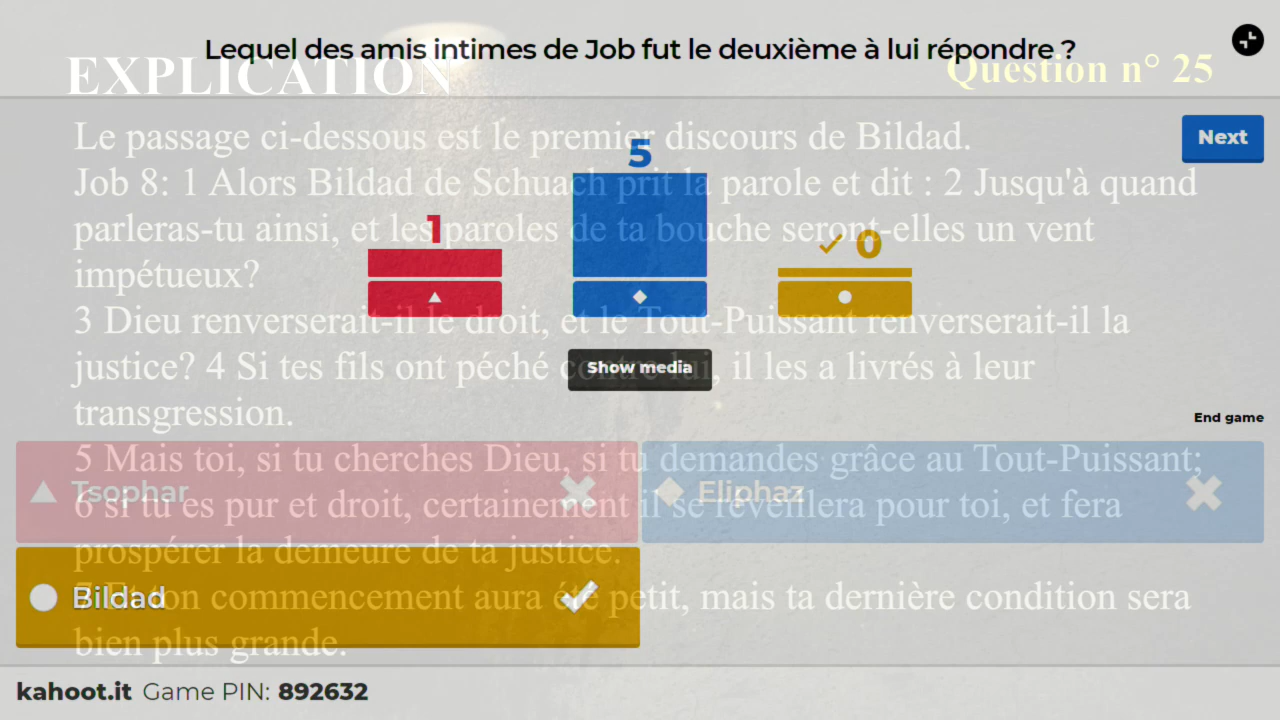 Lequel des amis intimes de Job fut le deuxième à lui répondre ?
EXPLICATION
Question n° 25
Le passage ci-dessous est le premier discours de Bildad.
Next
Job 8: 1 Alors Bildad de Schuach prit la parole et dit : 2 Jusqu'à quand
parleras-tu ainsi, et les paroles de ta bouche seront-elles un vent
impétueux?
1
5
0
3 Dieu renverserait-il le droit, et le Tout-Puissant renverserait-il la
justice? 4 Si tes fils ont péché contre lui, il les a livrés à leur
Show media
transgression.
End game
5 Mais toi, si tu cherches Dieu, si tu demandes grâce au Tout-Puissant;
Tsophar
Eliphaz
6 si tu es pur et droit, certainement il se réveillera pour toi, et fera
prospérer la demeure de ta justice.
Bildad
7 Et ton commencement aura été petit, mais ta dernière condition sera
bien plus grande.
kahoot.it Game PIN: 892632